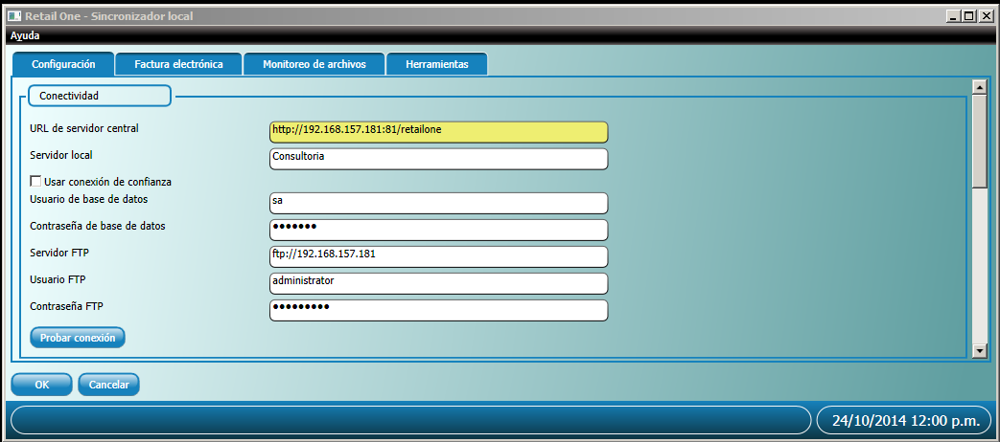 Retail One - Sincronizador local
Ayuda
Configuración Factura electrónica Monitoreo de archivos Herramientas
Conectividad
URL de servidor central http://192.168.157.181:81/retailone
Servidor local Consultoria
Usar conexión de confianza
Usuario de base de datos sa
Contraseña de base de datos •••••••
Servidor FTP ftp://192.168.157.181
Usuario FTP administrator
Contraseña FTP •••••••••
Probar conexión
OK Cancelar
24/10/2014 12:00 p.m.